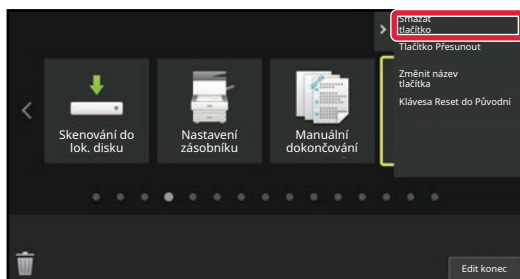 Smazat
tlačítko
Tlačítko Přesunout
Změnit název
tlačítka
Klávesa Reset do Původní
Skenování do
lok. disku
Nastavení
zásobníku
Manuální
dokončování
Edit konec